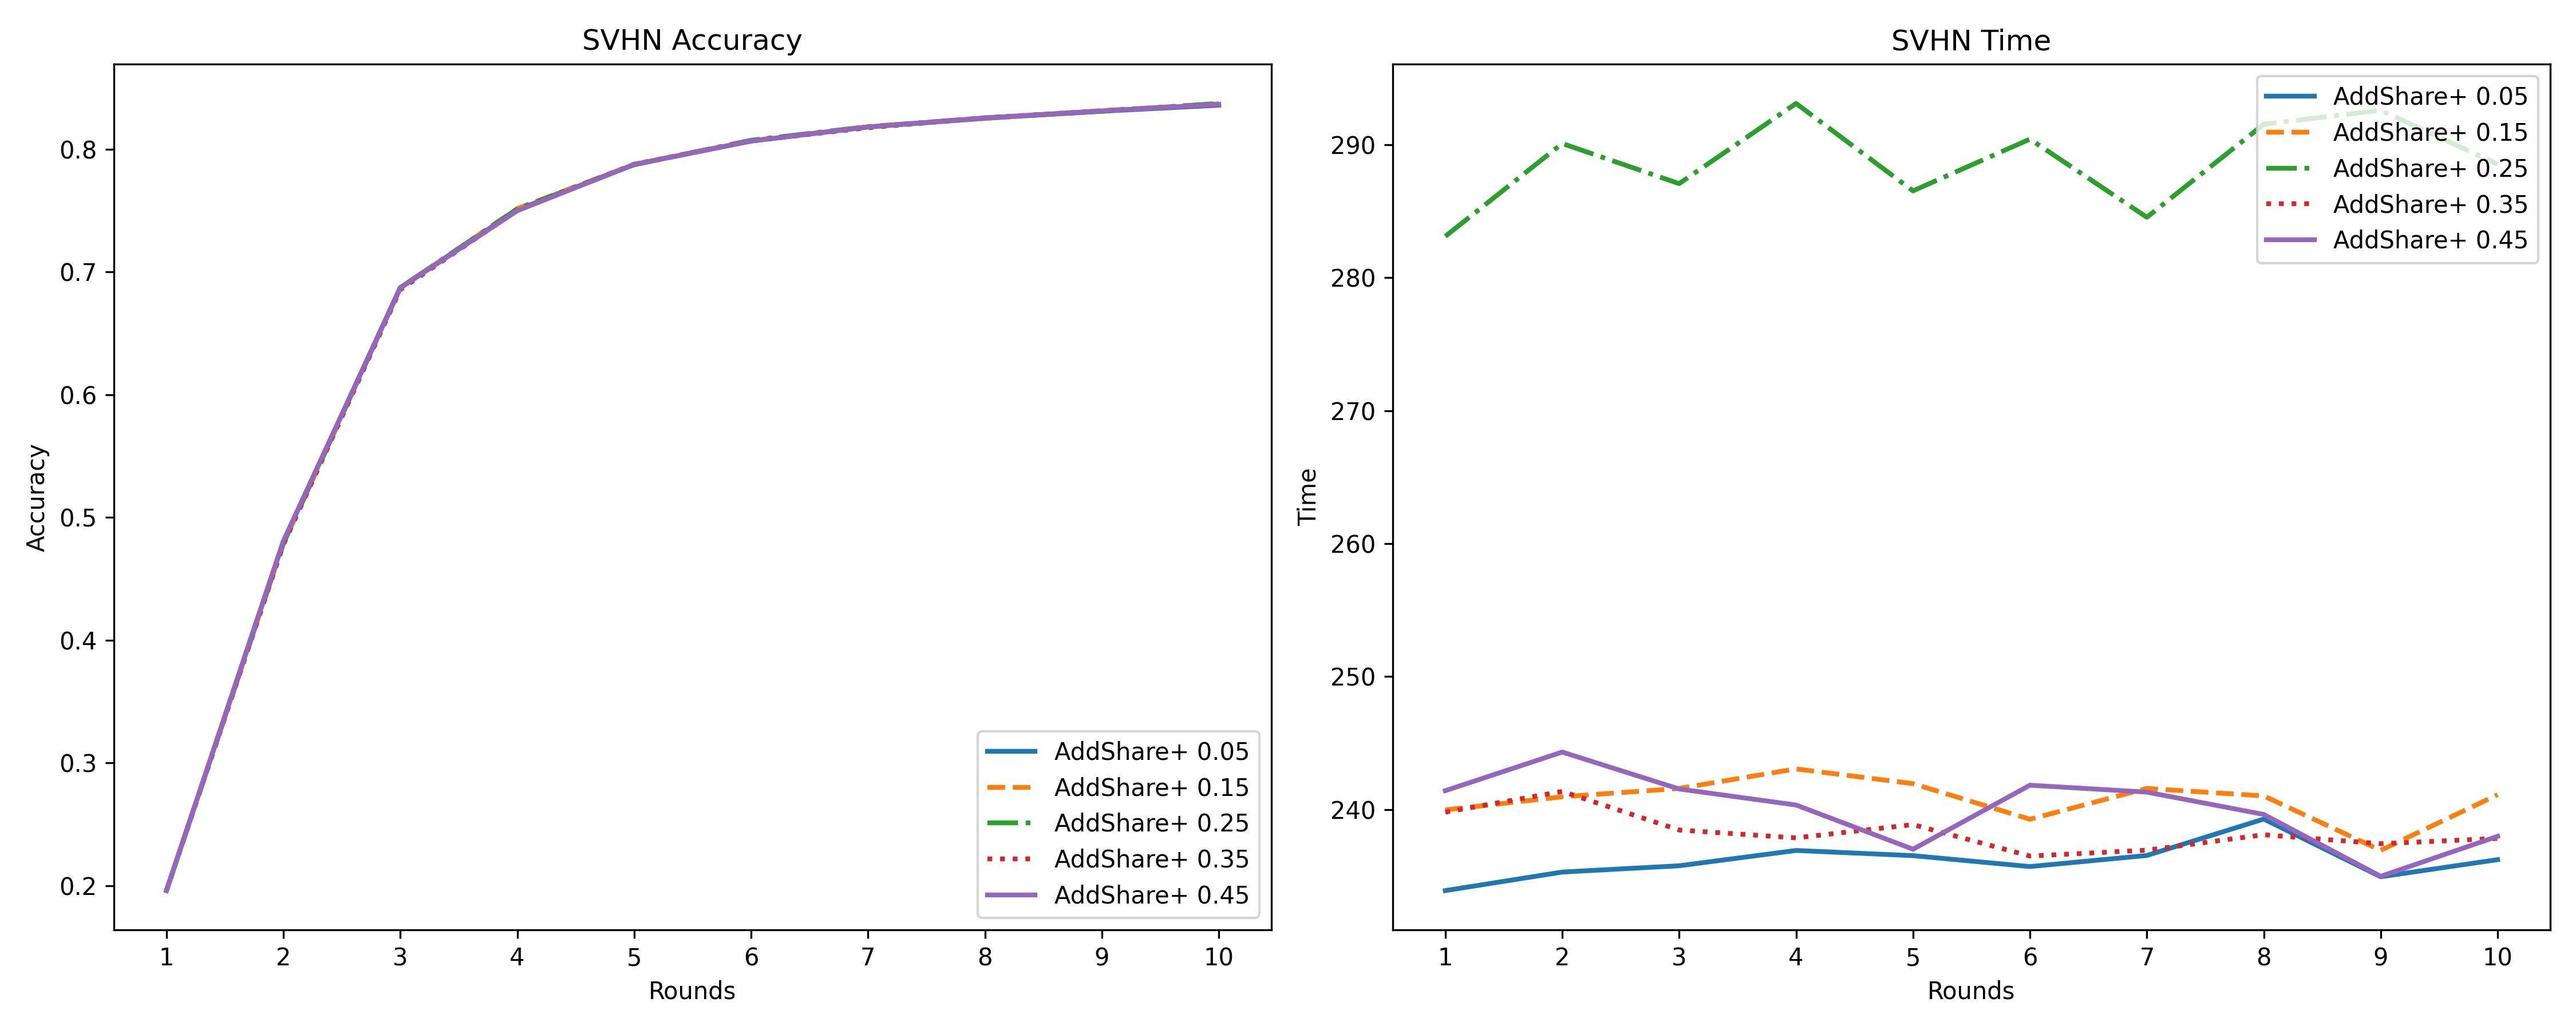 SVHN Accuracy
Accuracy
0.8
0.7
0.6
0.5
0.4
0.3
0.2
AddShare+ 0.05
AddShare+ 0.15
AddShare+ 0.25
AddShare+ 0.35
AddShare+ 0.45
1 2 3 4 5 6 7 8 9 10
Rounds
SVHN Time
Time
290
280
270
260
250
240
AddShare+ 0.05
AddShare+ 0.15
AddShare+ 0.25
AddShare+ 0.35
AddShare+ 0.45
1 2 3 4 5 6 7 8 9 10
Rounds